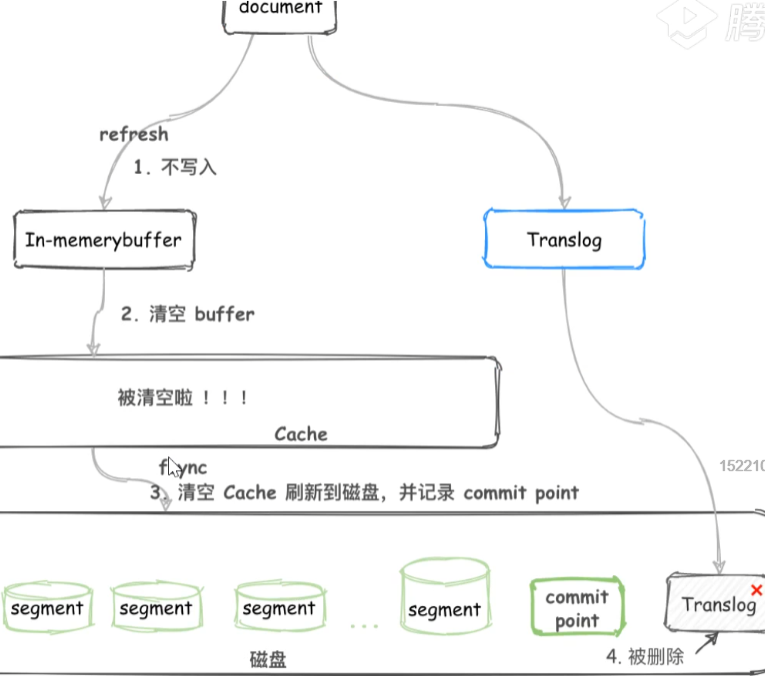 document
腾
refresh
1. 不写入
In-memerybuffer
Translog
2. 清空 buffer
被清空啦 ! ! !
Cache
fsync
152210
3. 清空 Cache 刷新到磁盘，并记录 commit point
segment
segment
segment
...
segment
commit
point
Translog
4. 被删除
磁盘